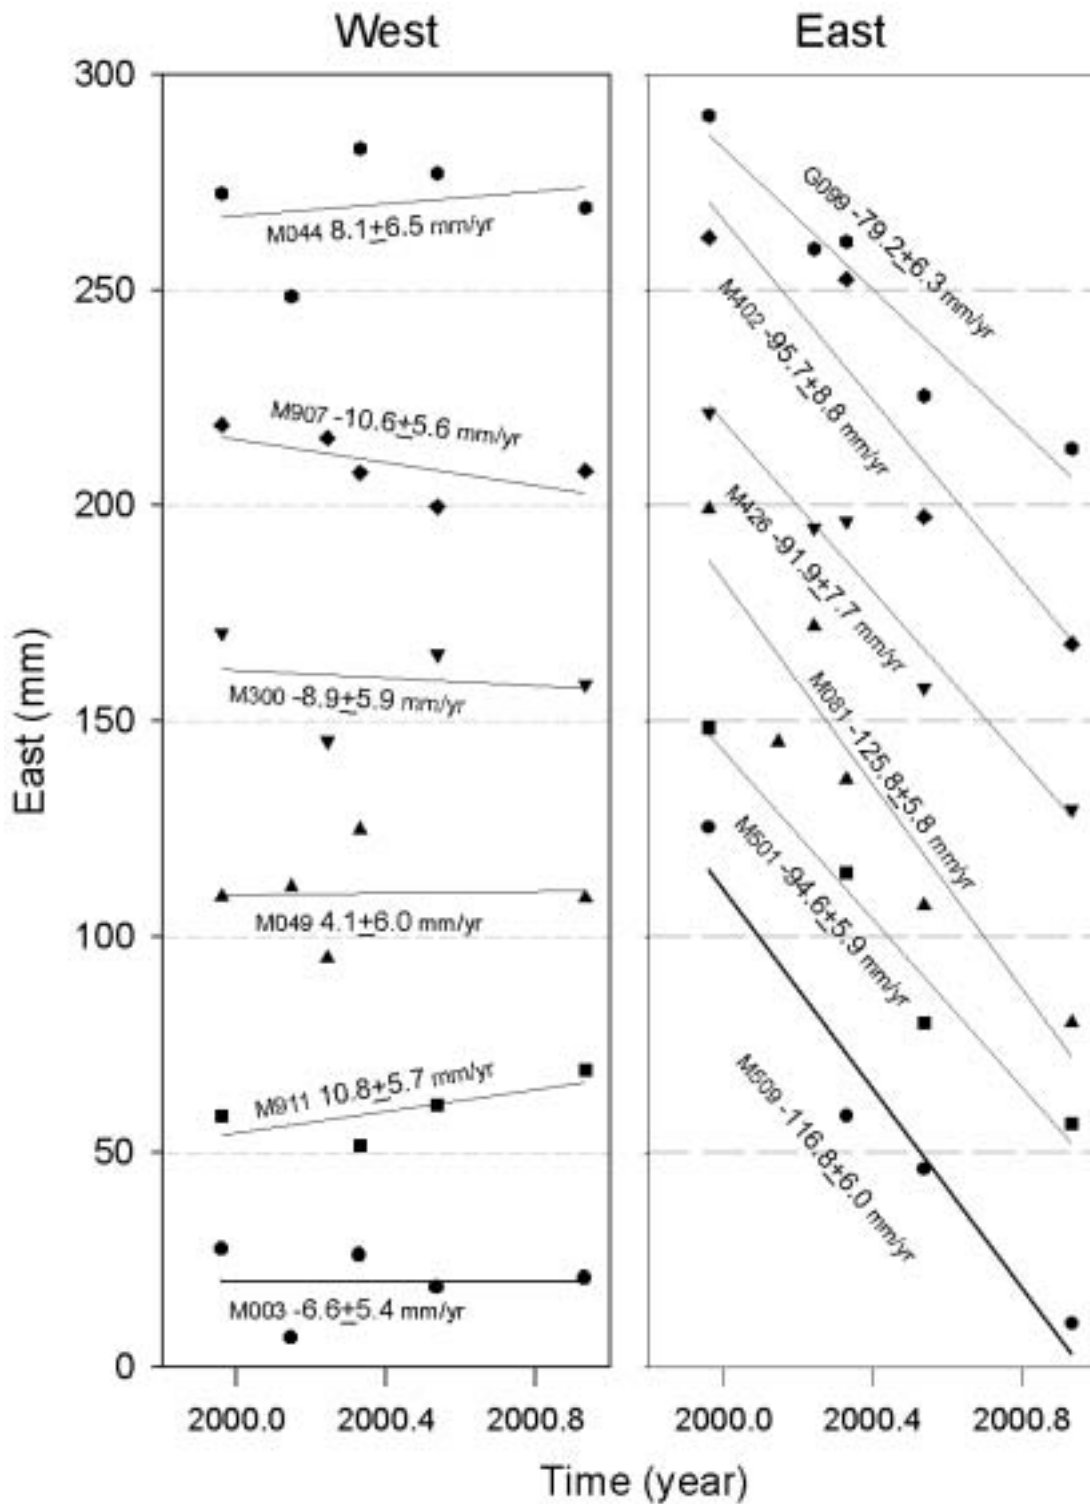 West
East
300
250
200
150
100
50
0
East (mm)
M044 8.1±6.5 mm/yr
M907 -10.6±5.6 mm/yr
M300 -8.9±5.9 mm/yr
M049 4.1±6.0 mm/yr
M911 10.8±5.7 mm/yr
M003 -6.6±5.4 mm/yr
G099 -79.2±6.3 mm/yr
M402 -95.7±8.8 mm/yr
M426 -91.9±7.7 mm/yr
M081 -125.8±5.8 mm/yr
M501 -94.6±5.9 mm/yr
M509 -116.8±6.0 mm/yr
2000.0 2000.4 2000.8
2000.0 2000.4 2000.8
Time (year)